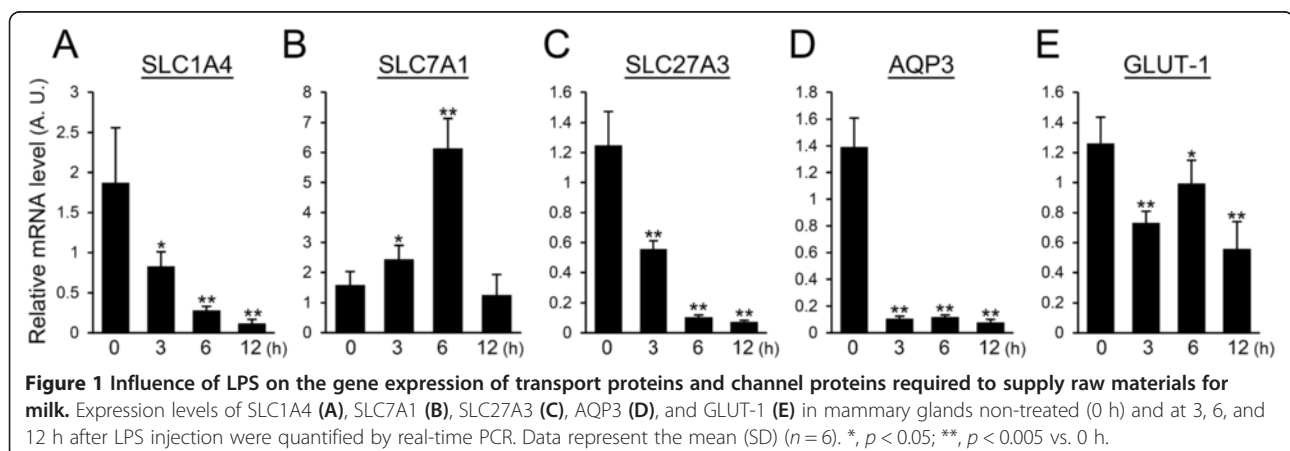 A B C D E
SLC1A4 SLC7A1 SLC27A3 AQP3 GLUT-1
Relative mRNA level (A. U.)
3 2.5 2 1.5 1 0.5 0
* ** **
0 3 6 12 (h)
8 7 6 5 4 3 2 1 0
* **
0 3 6 12 (h)
1.6 1.4 1.2 1 0.8 0.6 0.4 0.2 0
** ** **
0 3 6 12 (h)
1.8 1.6 1.4 1.2 1 0.8 0.6 0.4 0.2 0
** ** **
0 3 6 12 (h)
1.6 1.4 1.2 1 0.8 0.6 0.4 0.2 0
** * **
0 3 6 12 (h)
Figure 1 Influence of LPS on the gene expression of transport proteins and channel proteins required to supply raw materials for
milk. Expression levels of SLC1A4 (A), SLC7A1 (B), SLC27A3 (C), AQP3 (D), and GLUT-1 (E) in mammary glands non-treated (0 h) and at 3, 6, and
12 h after LPS injection were quantified by real-time PCR. Data represent the mean (SD) (n = 6). *, p < 0.05; **, p < 0.005 vs. 0 h.